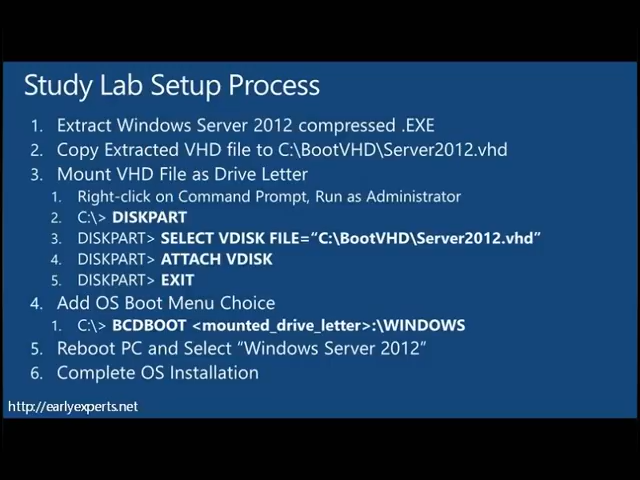 Study Lab Setup Process
1. Extract Windows Server 2012 compressed .EXE
2. Copy Extracted VHD file to C:\BootVHD\Server2012.vhd
3. Mount VHD File as Drive Letter
1. Right-click on Command Prompt, Run as Administrator
2. C:\> DISKPART
3. DISKPART> SELECT VDISK FILE=“C:\BootVHD\Server2012.vhd”
4. DISKPART> ATTACH VDISK
5. DISKPART> EXIT
4. Add OS Boot Menu Choice
1. C:\> BCDBOOT <mounted_drive_letter>:\WINDOWS
5. Reboot PC and Select “Windows Server 2012”
6. Complete OS Installation
http://earlyexperts.net